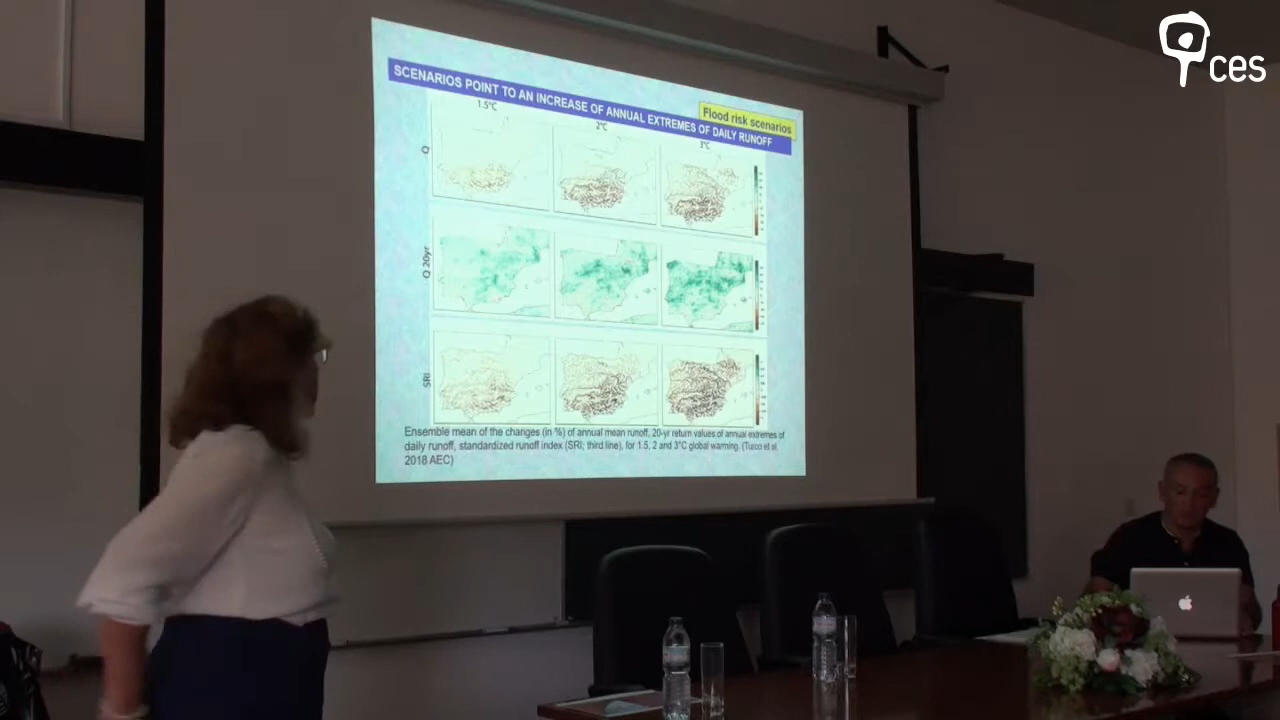 ces
SCENARIOS POINT TO AN INCREASE OF ANNUAL EXTREMES OF DAILY RUNOFF
Flood risk scenarios
1.5°C
2°C
3°C
Q
Q 20yr
SRI
Ensemble mean of the changes (in %) of annual mean runoff, 20-yr return values of annual extremes of
daily runoff, standardized runoff index (SRI; third line), for 1.5, 2 and 3°C global warming. (Turco et al.
2018 AEC)